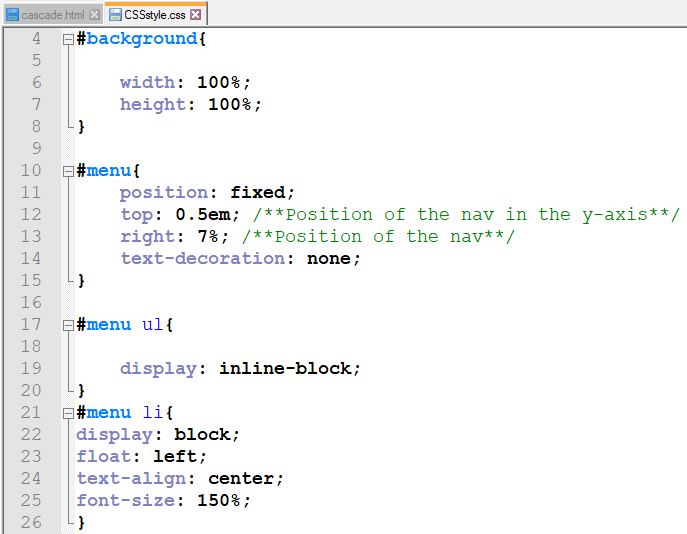 cascade.html CSSstyle.css
4 #background{
5
6 width: 100%;
7 height: 100%;
8 }
9
10 #menu{
11 position: fixed;
12 top: 0.5em; /**Position of the nav in the y-axis**/
13 right: 7%; /**Position of the nav**/
14 text-decoration: none;
15 }
16
17 #menu ul{
18
19 display: inline-block;
20 }
21 #menu li{
22 display: block;
23 float: left;
24 text-align: center;
25 font-size: 150%;
26 }